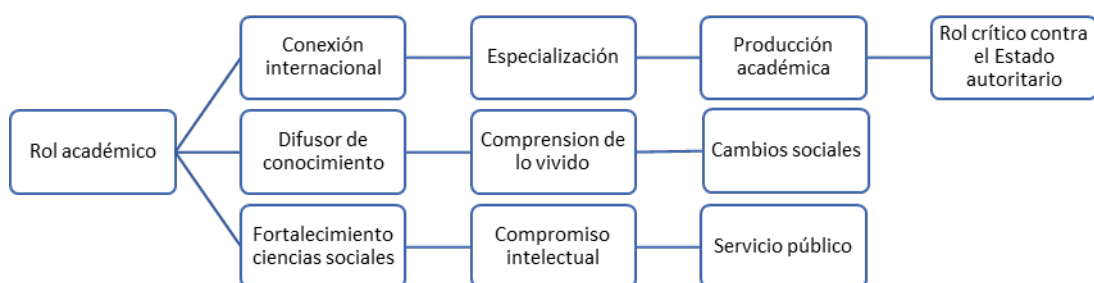 Rol académico
Conexión
internacional
Especialización
Producción
académica
Rol crítico contra
el Estado
autoritario
Difusor de
conocimiento
Comprension de
lo vivido
Cambios sociales
Fortalecimiento
ciencias sociales
Compromiso
intelectual
Servicio público